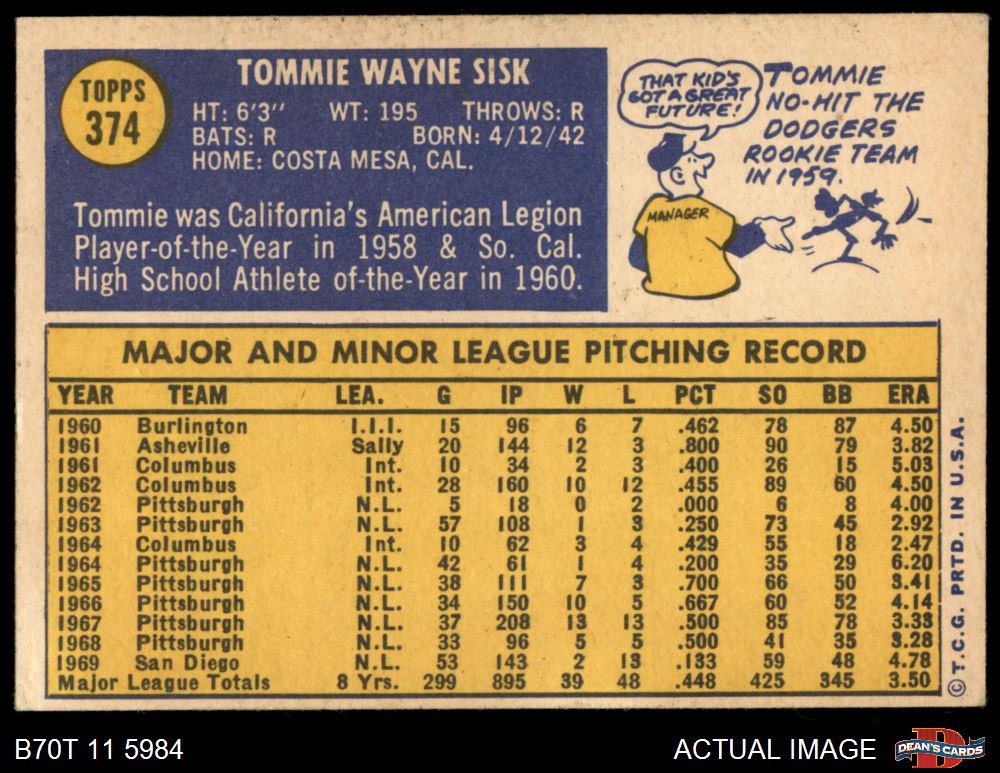 TOPPS
374
TOMMIE WAYNE SISK
HT: 6'3" WT: 195 THROWS: R
BATS: R BORN: 4/12/42
HOME: COSTA MESA, CAL.
Tommie was California's American Legion
Player-of-the-Year in 1958 & So. Cal.
High School Athlete of-the-Year in 1960.
THAT KID'S
GOT A GREAT
FUTURE!
TOMMIE
NO-HIT THE
DODGERS
ROOKIE TEAM
IN 1959.
MANAGER
MAJOR AND MINOR LEAGUE PITCHING RECORD
YEAR TEAM LEA. G IP W L PCT SO BB ERA
1960 Burlington I.I.I. 15 96 6 7 .462 78 87 4.50
1961 Asheville Sally 20 144 12 3 .800 90 79 3.82
1961 Columbus Int. 10 34 2 3 .400 26 15 5.03
1962 Columbus Int. 28 160 10 12 .455 89 60 4.50
1962 Pittsburgh N.L. 5 18 0 2 .000 6 8 4.00
1963 Pittsburgh N.L. 57 108 1 3 .250 73 45 2.92
1964 Columbus Int. 10 62 3 4 .429 55 18 2.47
1964 Pittsburgh N.L. 42 61 1 4 .200 35 29 6.20
1965 Pittsburgh N.L. 38 111 7 3 .700 66 50 3.41
1966 Pittsburgh N.L. 34 150 10 5 .667 60 52 4.14
1967 Pittsburgh N.L. 37 208 13 13 .500 85 78 3.33
1968 Pittsburgh N.L. 33 96 5 5 .500 41 35 3.28
1969 San Diego N.L. 53 143 2 13 .133 59 48 4.78
Major League Totals 8 Yrs. 299 895 39 48 .448 425 345 3.50
© T.C.G. PRTD. IN U.S.A.
B70T 11 5984
ACTUAL IMAGE
D
DEAN'S CARDS